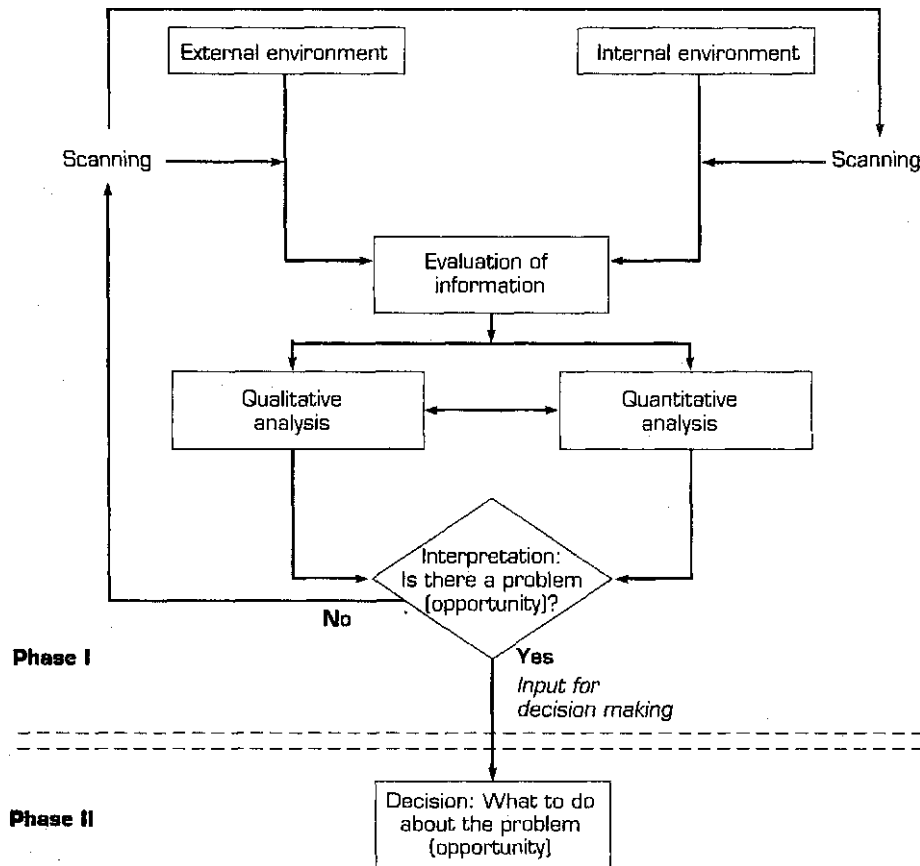 External environment
Internal environment
Scanning
Scanning
Evaluation of
information
Qualitative
analysis
Quantitative
analysis
Interpretation:
Is there a problem
(opportunity)?
No
Phase I
Yes
Input for
decision making
Phase II
Decision: What to do
about the problem
(opportunity)